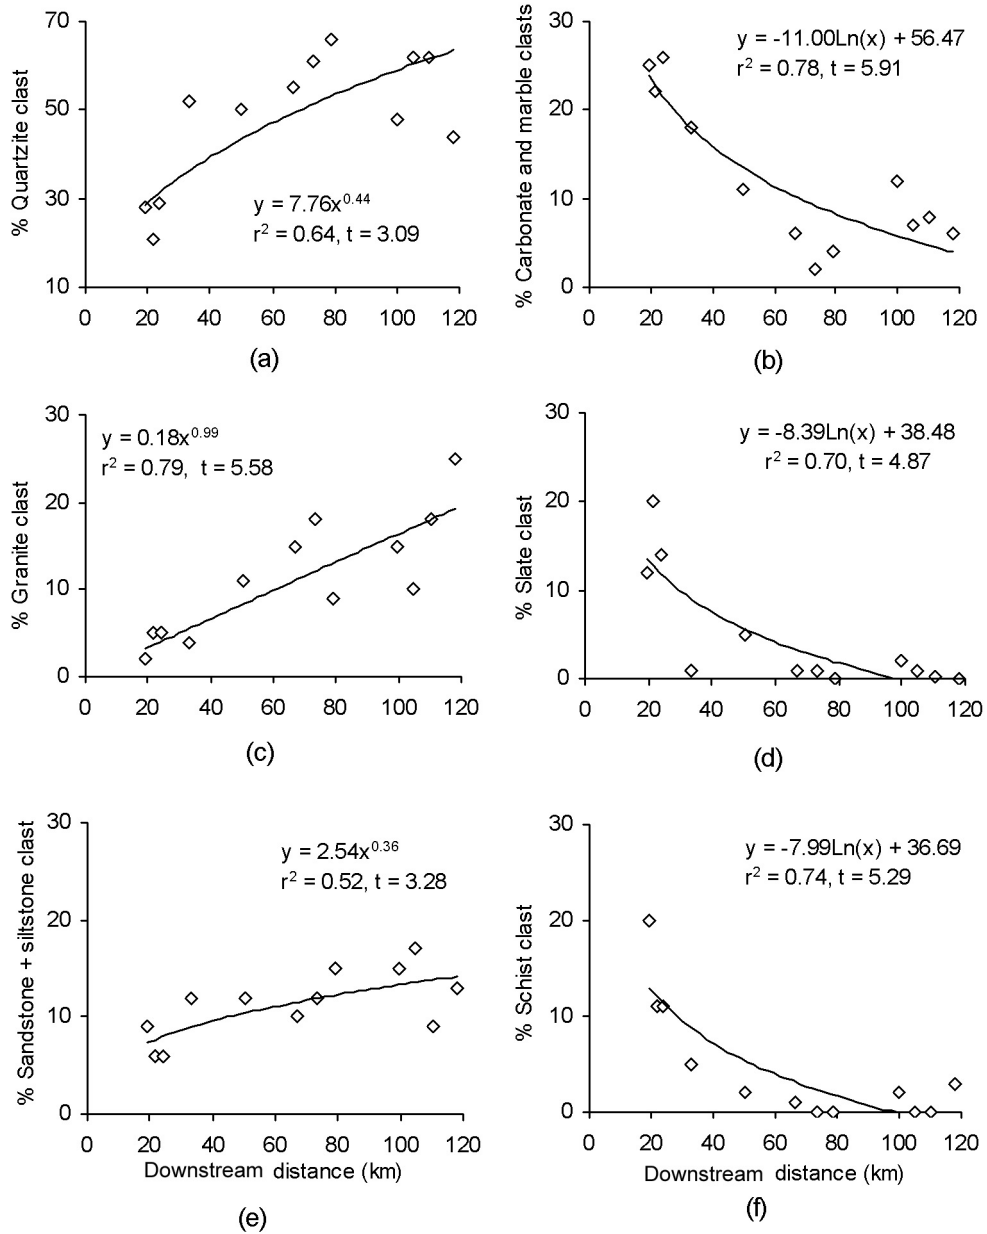 70
50
30
10
% Quartzite clast
y = 7.76x^0.44
r² = 0.64, t = 3.09
0 20 40 60 80 100 120
(a)
30
20
10
0
% Carbonate and marble clasts
y = -11.00Ln(x) + 56.47
r² = 0.78, t = 5.91
0 20 40 60 80 100 120
(b)
30
20
10
0
% Granite clast
y = 0.18x^0.99
r² = 0.79, t = 5.58
0 20 40 60 80 100 120
(c)
30
20
10
0
% Slate clast
y = -8.39Ln(x) + 38.48
r² = 0.70, t = 4.87
0 20 40 60 80 100 120
(d)
30
20
10
0
% Sandstone + siltstone clast
y = 2.54x^0.36
r² = 0.52, t = 3.28
0 20 40 60 80 100 120
Downstream distance (km)
(e)
30
20
10
0
% Schist clast
y = -7.99Ln(x) + 36.69
r² = 0.74, t = 5.29
0 20 40 60 80 100 120
Downstream distance (km)
(f)